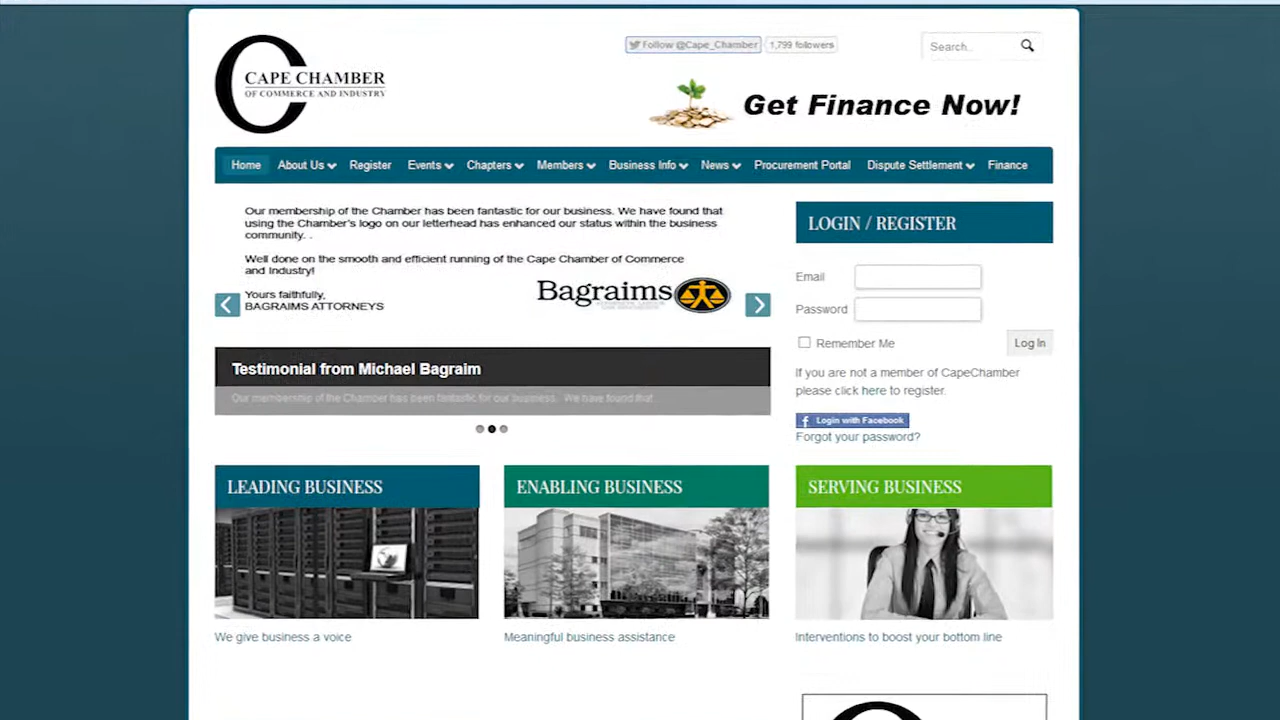 Follow @Cape_Chamber
1,799 followers
Search..
CAPE CHAMBER
OF COMMERCE AND INDUSTRY
Get Finance Now!
Home About Us Register Events Chapters Members Business Info News Procurement Portal Dispute Settlement Finance
Our membership of the Chamber has been fantastic for our business. We have found that
using the Chamber's logo on our letterhead has enhanced our status within the business
community. .
Well done on the smooth and efficient running of the Cape Chamber of Commerce
and Industry!
Yours faithfully,
BAGRAIMS ATTORNEYS
Bagraims
Testimonial from Michael Bagraim
Our membership of the Chamber has been fantastic for our business. We have found that
LOGIN / REGISTER
Email
Password
Remember Me
Log In
If you are not a member of CapeChamber
please click here to register.
Login with Facebook
Forgot your password?
LEADING BUSINESS
We give business a voice
ENABLING BUSINESS
Meaningful business assistance
SERVING BUSINESS
Interventions to boost your bottom line